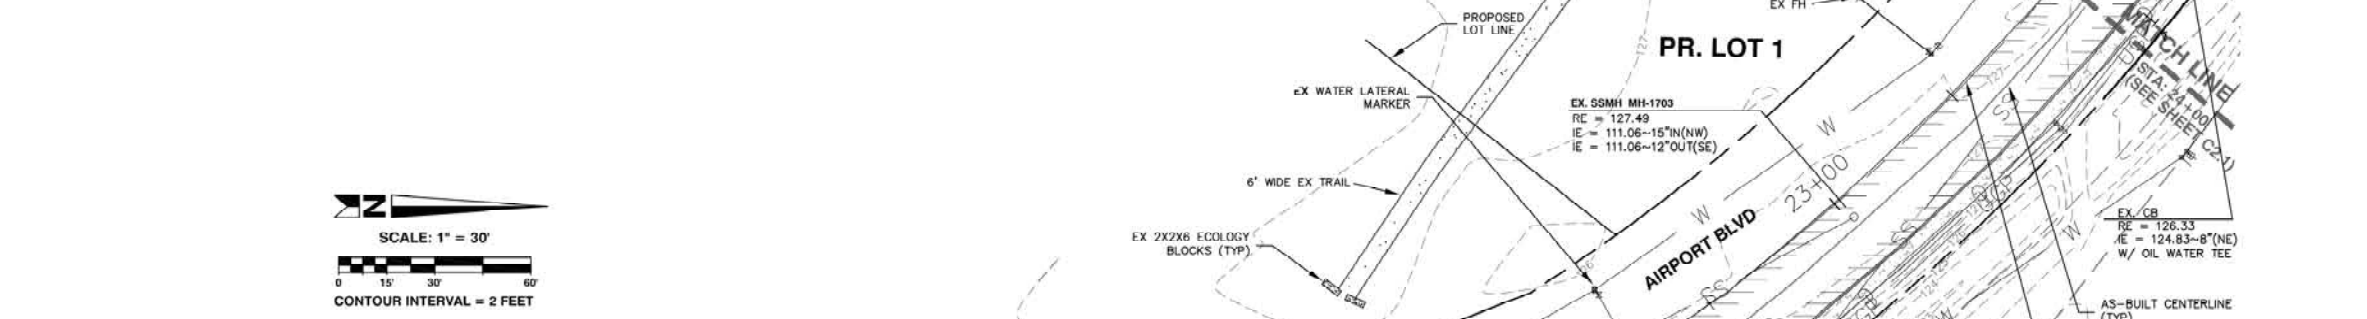 EX FH
PROPOSED
LOT LINE
PR. LOT 1
127
MATCH LINE
STA: 24+00
(SEE SHEET C2.1)
EX WATER LATERAL
MARKER
EX. SSMH MH-1703
RE = 127.49
IE = 111.06~15"IN(NW)
IE = 111.06~12"OUT(SE)
W
SS
127
6' WIDE EX TRAIL
23+00
W
AIRPORT BLVD
W
SS
N
SCALE: 1" = 30'
0 15' 30' 60'
CONTOUR INTERVAL = 2 FEET
EX 2X2X6 ECOLOGY
BLOCKS (TYP)
EX. CB
RE = 126.33
IE = 124.83~8"(NE)
W/ OIL WATER TEE
SS
W
AS-BUILT CENTERLINE
(TYP)